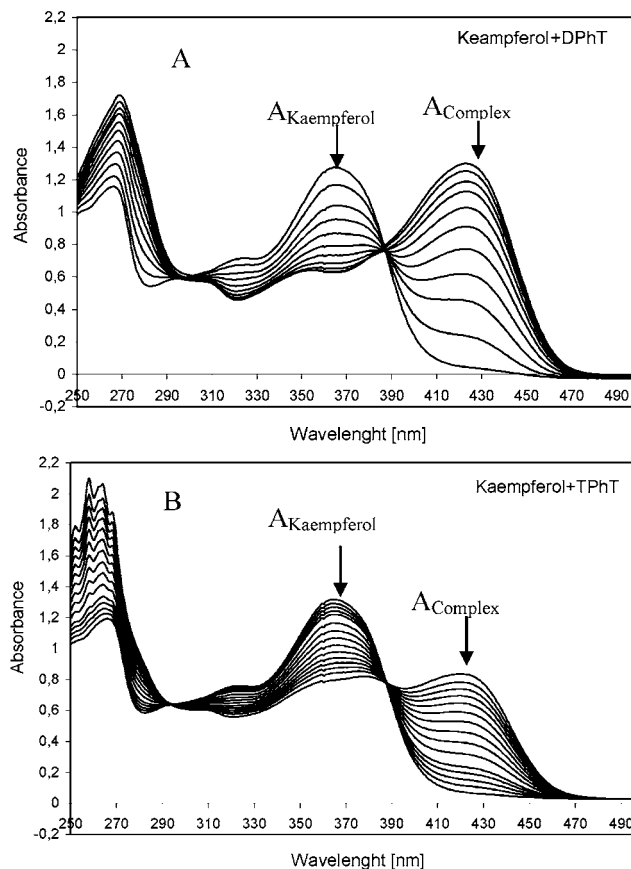 2,2
2
1,8
1,6
1,4
1,2
1
0,8
0,6
0,4
0,2
0
-0,2
Absorbance
A
Keampferol+DPhT
AKaempferol
AComplex
250 270 290 310 330 350 370 390 410 430 450 470 490
Wavelenght [nm]
2,2
2
1,8
1,6
1,4
1,2
1
0,8
0,6
0,4
0,2
0
-0,2
Absorbance
B
Kaempferol+TPhT
AKaempferol
AComplex
250 270 290 310 330 350 370 390 410 430 450 470 490
Wavelenght [nm]